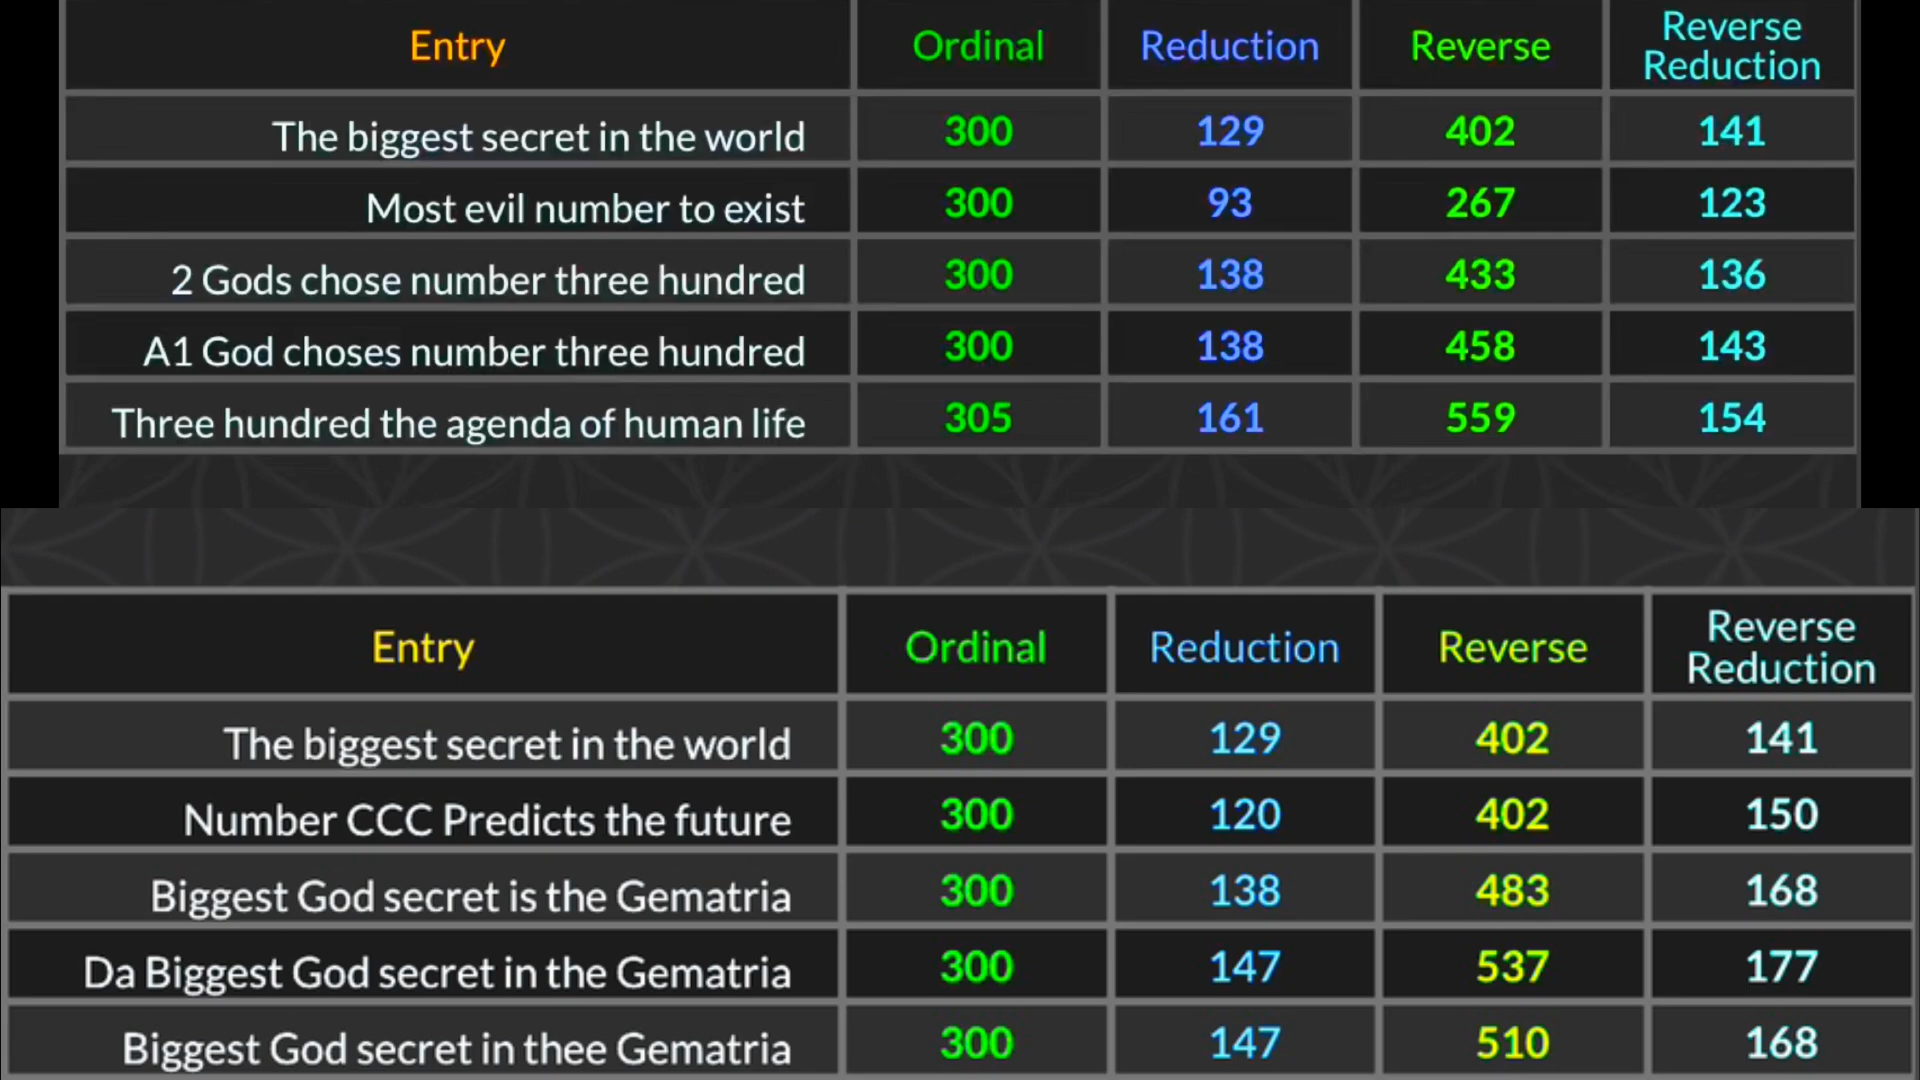 Entry Ordinal Reduction Reverse Reverse Reduction
The biggest secret in the world 300 129 402 141
Most evil number to exist 300 93 267 123
2 Gods chose number three hundred 300 138 433 136
A1 God choses number three hundred 300 138 458 143
Three hundred the agenda of human life 305 161 559 154
Entry Ordinal Reduction Reverse Reverse Reduction
The biggest secret in the world 300 129 402 141
Number CCC Predicts the future 300 120 402 150
Biggest God secret is the Gematria 300 138 483 168
Da Biggest God secret in the Gematria 300 147 537 177
Biggest God secret in thee Gematria 300 147 510 168